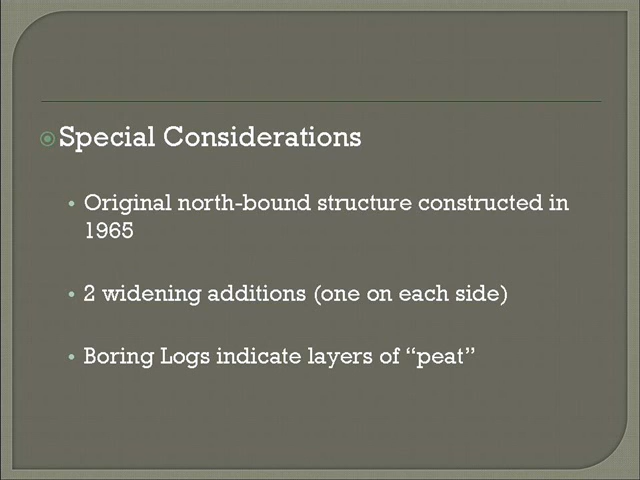 Special Considerations
• Original north-bound structure constructed in
1965
• 2 widening additions (one on each side)
• Boring Logs indicate layers of “peat”